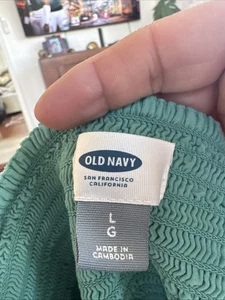 OLD NAVY
SAN FRANCISCO
CALIFORNIA
L
G
MADE IN
CAMBODIA